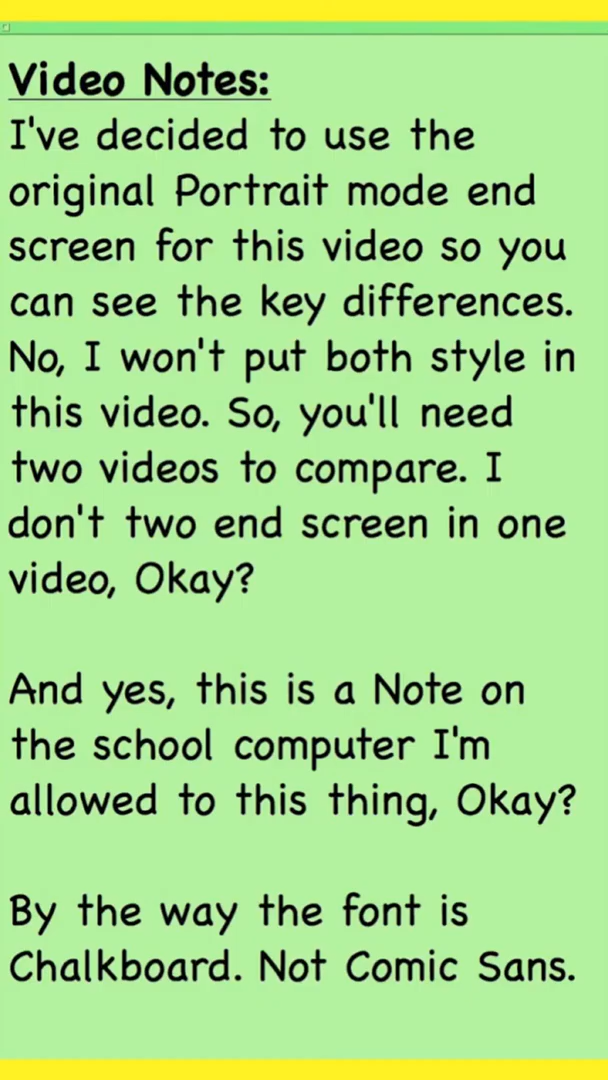 Video Notes:
I've decided to use the
original Portrait mode end
screen for this video so you
can see the key differences.
No, I won't put both style in
this video. So, you'll need
two videos to compare. I
don't two end screen in one
video, Okay?
And yes, this is a Note on
the school computer I'm
allowed to this thing, Okay?
By the way the font is
Chalkboard. Not Comic Sans.